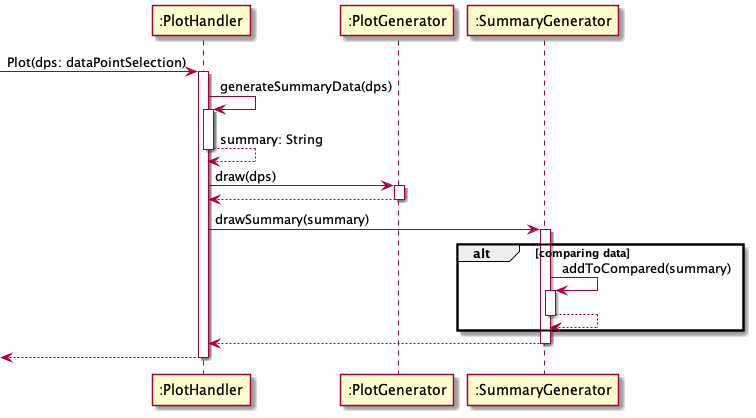 :PlotHandler
:PlotGenerator
:SummaryGenerator
Plot(dps: dataPointSelection)
generateSummaryData(dps)
summary: String
draw(dps)
drawSummary(summary)
alt
[comparing data]
addToCompared(summary)
:PlotHandler
:PlotGenerator
:SummaryGenerator